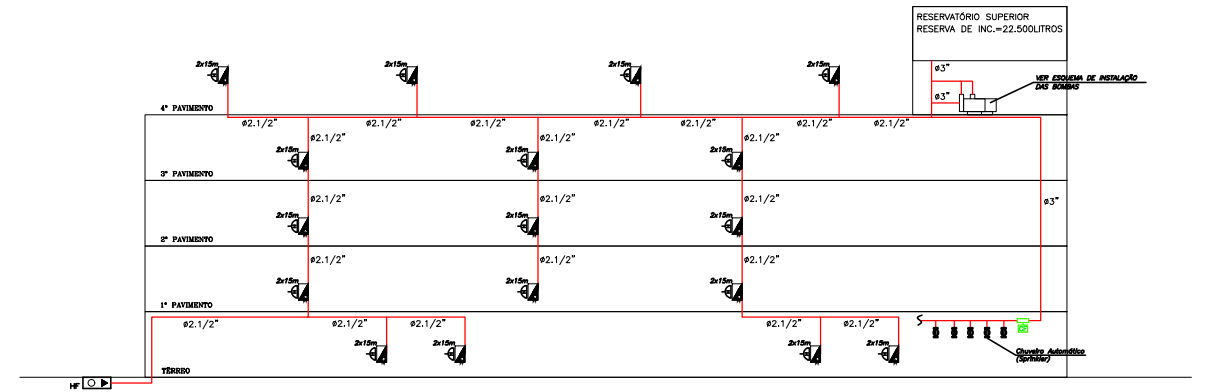 RESERVATÓRIO SUPERIOR
RESERVA DE INC.=22.500LITROS
2x15m
2x15m
2x15m
2x15m
ø3"
VER ESQUEMA DE INSTALAÇÃO
DAS BOMBAS
ø3"
4° PAVIMENTO
ø2.1/2"
ø2.1/2"
ø2.1/2"
ø2.1/2"
ø2.1/2"
ø2.1/2"
ø2.1/2"
ø2.1/2"
ø2.1/2"
ø2.1/2"
2x15m
2x15m
2x15m
3° PAVIMENTO
ø2.1/2"
ø2.1/2"
ø2.1/2"
ø3"
2x15m
2x15m
2x15m
2° PAVIMENTO
ø2.1/2"
ø2.1/2"
ø2.1/2"
2x15m
2x15m
2x15m
1° PAVIMENTO
ø2.1/2"
ø2.1/2"
ø2.1/2"
ø2.1/2"
ø2.1/2"
2x15m
2x15m
2x15m
2x15m
CF
Chuveiro Automático
(Sprinkler)
TÉRREO
HF